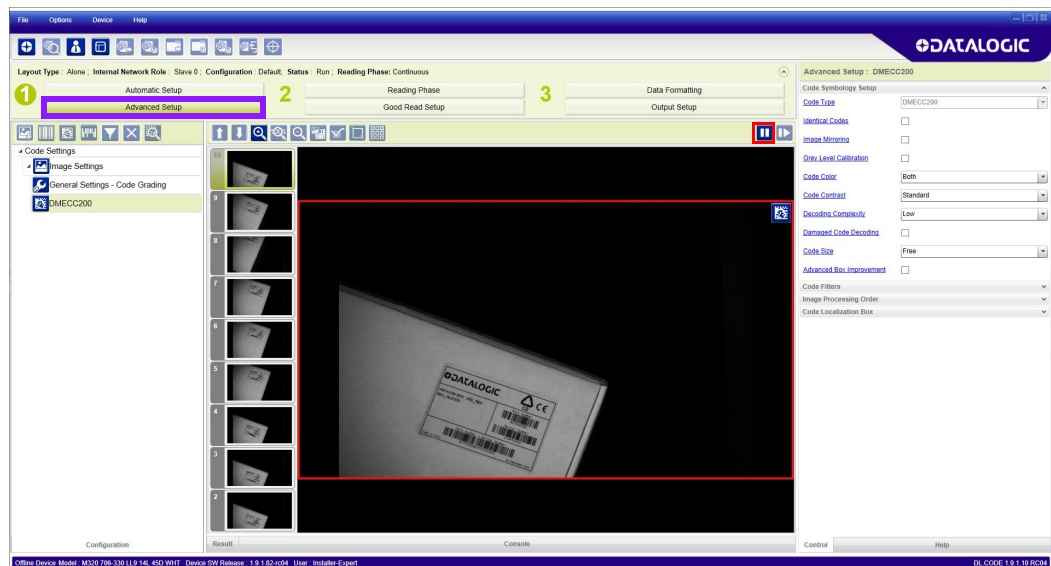 File Options Device Help
DATALOGIC
Layout Type : Alone ; Internal Network Role : Slave 0 ; Configuration : Default; Status : Run ; Reading Phase: Continuous
1 Automatic Setup 2 Reading Phase 3 Data Formatting
Advanced Setup Good Read Setup Output Setup
Code Settings
Image Settings
General Settings - Code Grading
DMECC200
Configuration
10
9
8
7
6
5
4
3
2
DATALOGIC
CE
Result Console
Advanced Setup : DMECC200
Code Symbology Setup
Code Type DMECC200
Identical Codes
Image Mirroring
Grey Level Calibration
Code Color Both
Code Contrast Standard
Decoding Complexity Low
Damaged Code Decoding
Code Size Free
Advanced Box Improvement
Code Filters
Image Processing Order
Code Localization Box
Control Help
Offline Device Model : M320 706-330 LL9 14L 45D WHT Device SW Release : 1.9.1.82-rc04 User : Installer-Expert
DL.CODE 1.9.1.10 RC04